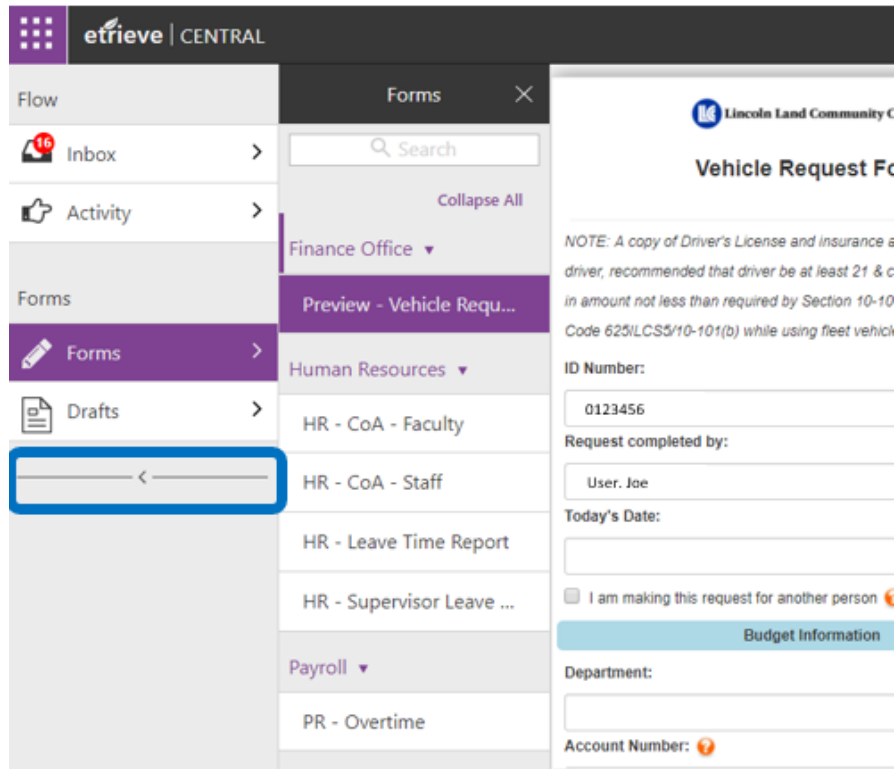 etrieve | CENTRAL
Flow
16
Inbox
Activity
Forms
Forms
Drafts
Forms
Search
Collapse All
Finance Office
Preview - Vehicle Requ...
Human Resources
HR - CoA - Faculty
HR - CoA - Staff
HR - Leave Time Report
HR - Supervisor Leave ...
Payroll
PR - Overtime
Lincoln Land Community C
Vehicle Request Fo
NOTE: A copy of Driver's License and insurance a
driver, recommended that driver be at least 21 & c
in amount not less than required by Section 10-10
Code 625ILCS5/10-101(b) while using fleet vehicle
ID Number:
0123456
Request completed by:
User. Joe
Today's Date:
I am making this request for another person
Budget Information
Department:
Account Number: